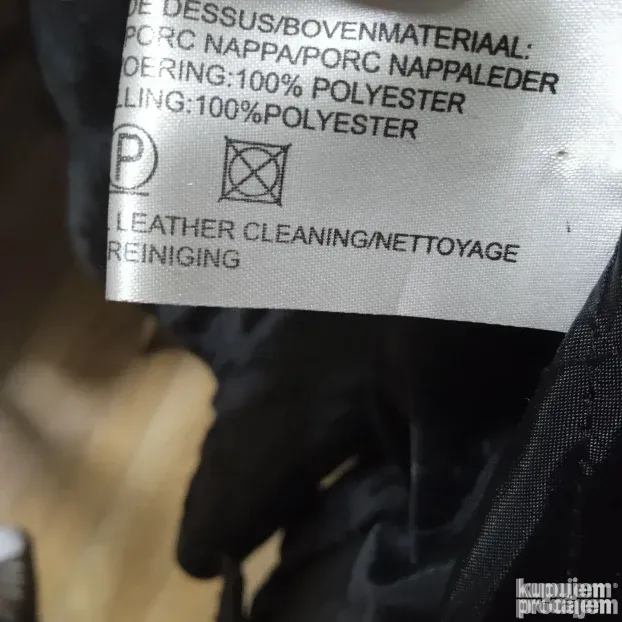 DE DESSUS/BOVENMATERIAAL:
PORC NAPPA/PORC NAPPALEDER
OERING:100% POLYESTER
LLING:100%POLYESTER
P
LEATHER CLEANING/NETTOYAGE
REINIGING
kupujem
prodajem